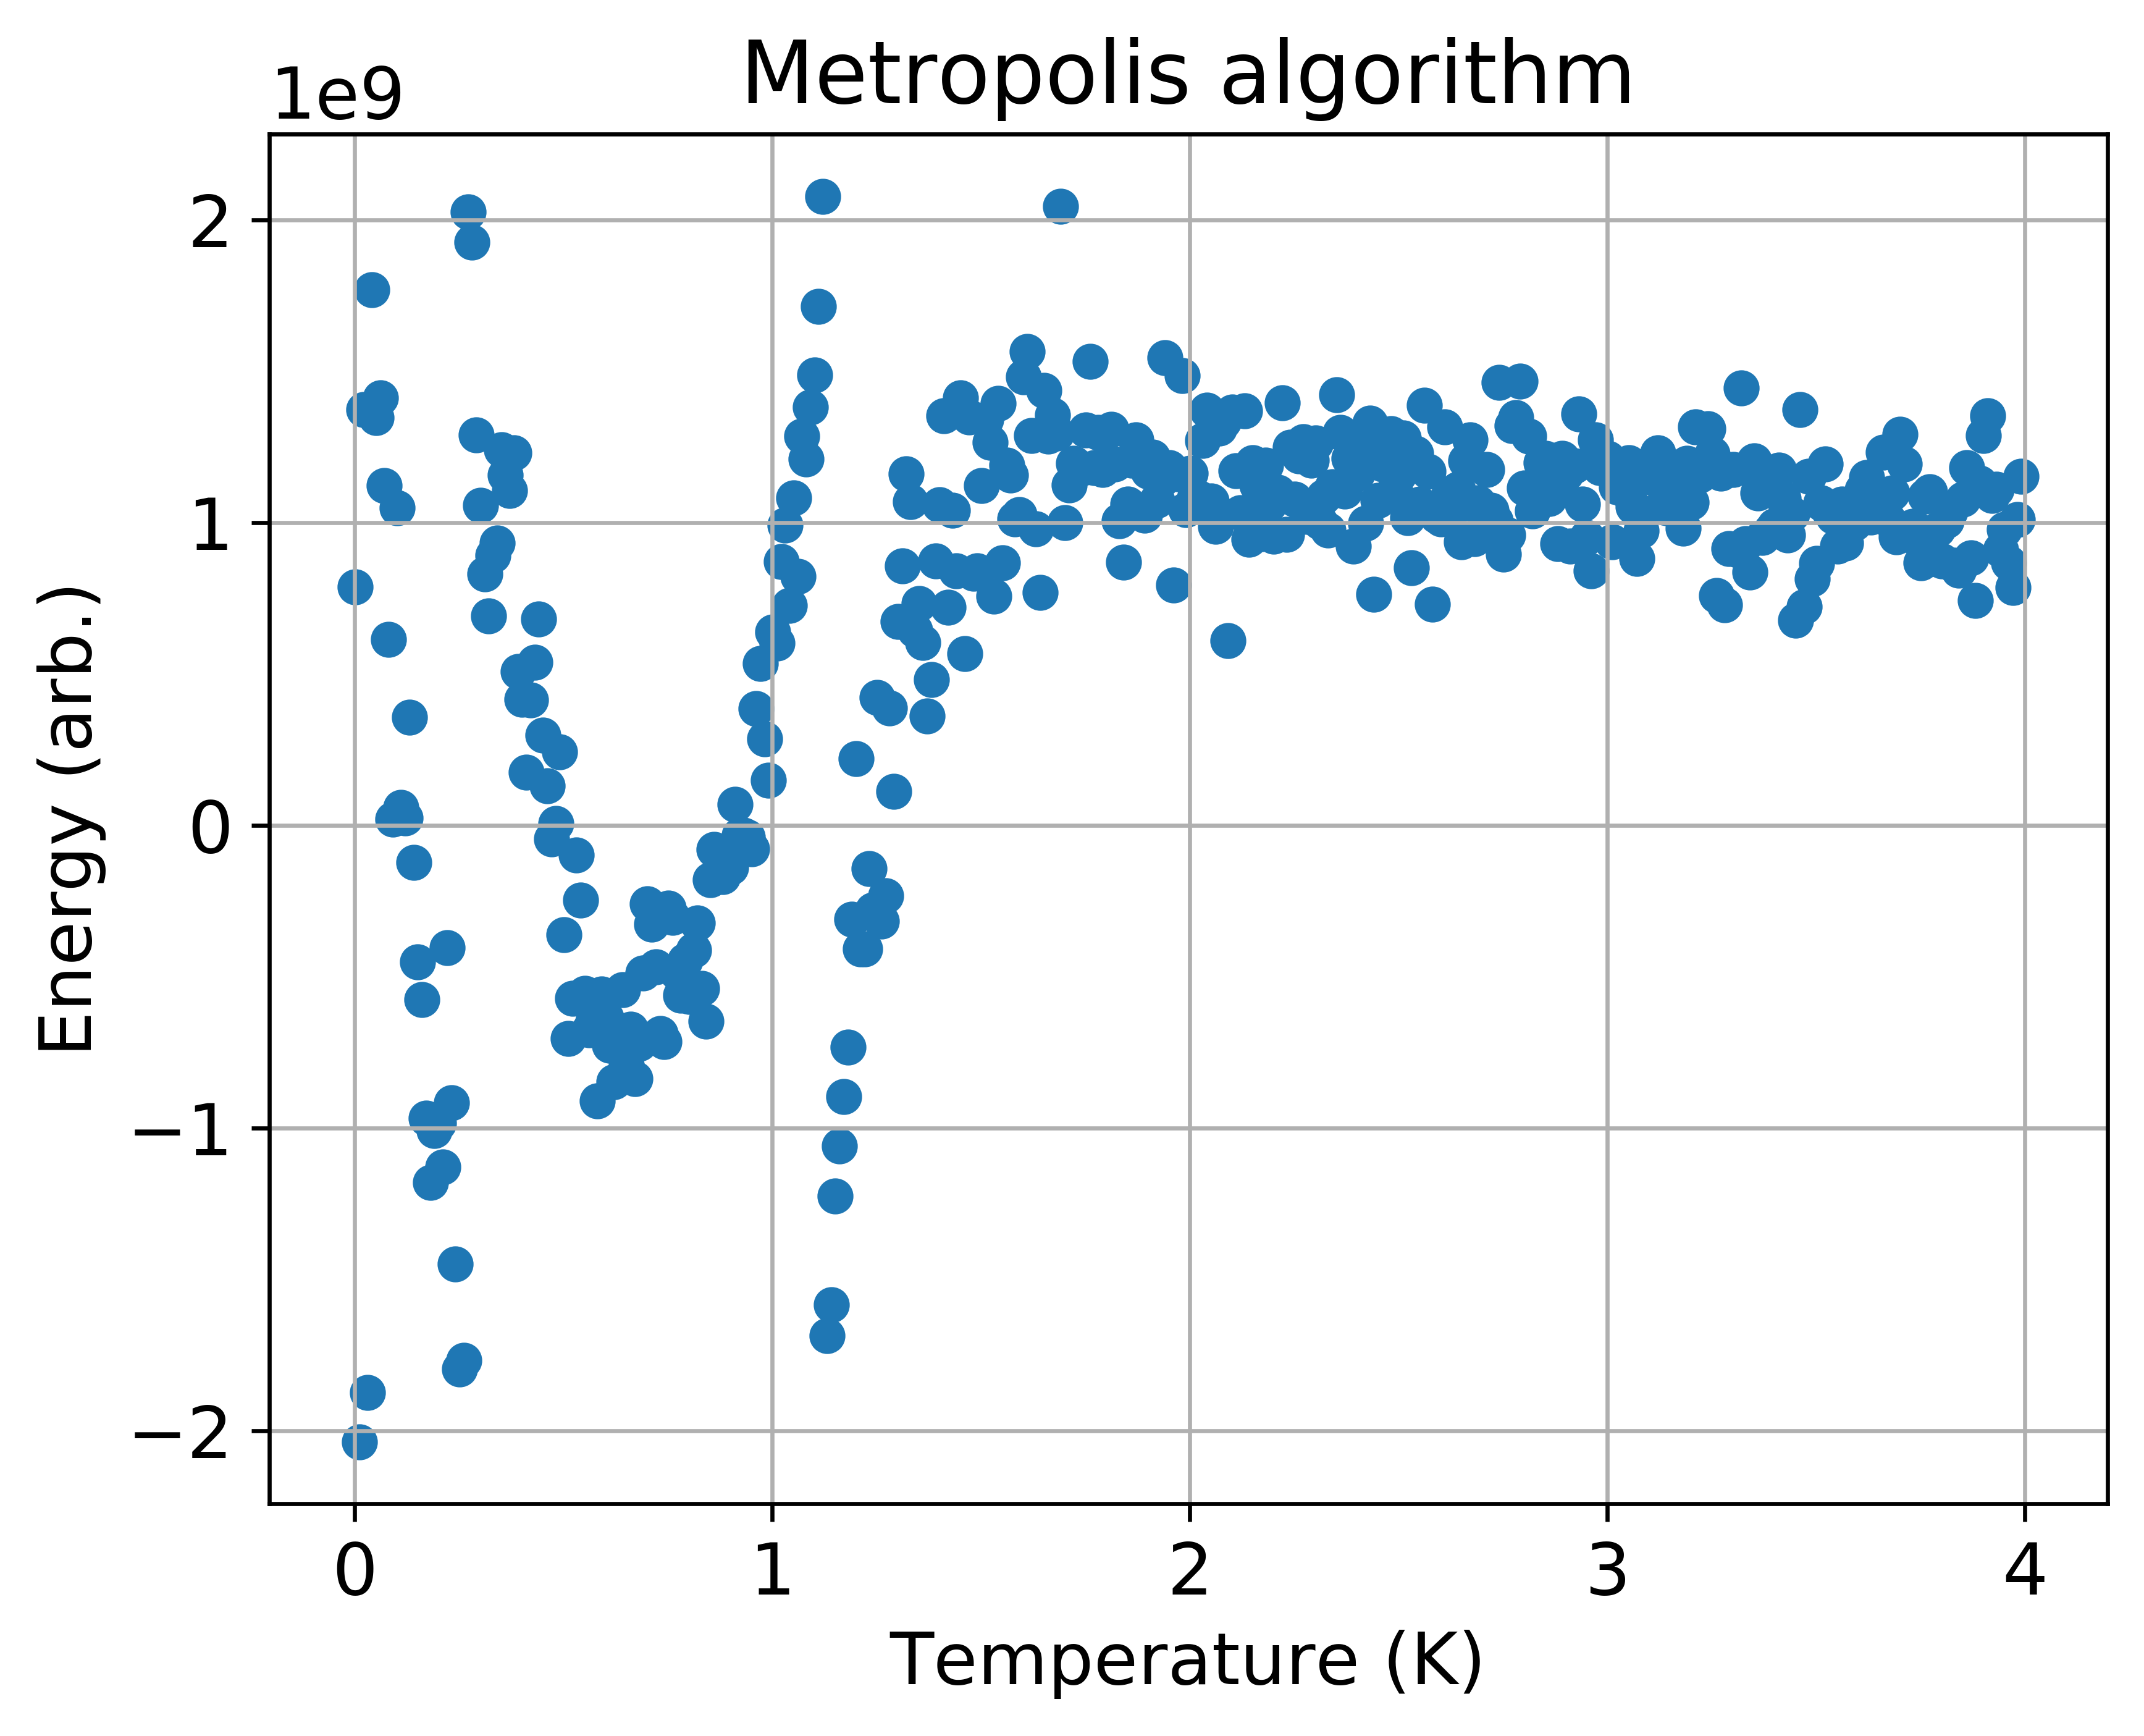 Metropolis algorithm
1e9
2
1
0
−1
−2
Energy (arb.)
0 1 2 3 4
Temperature (K)